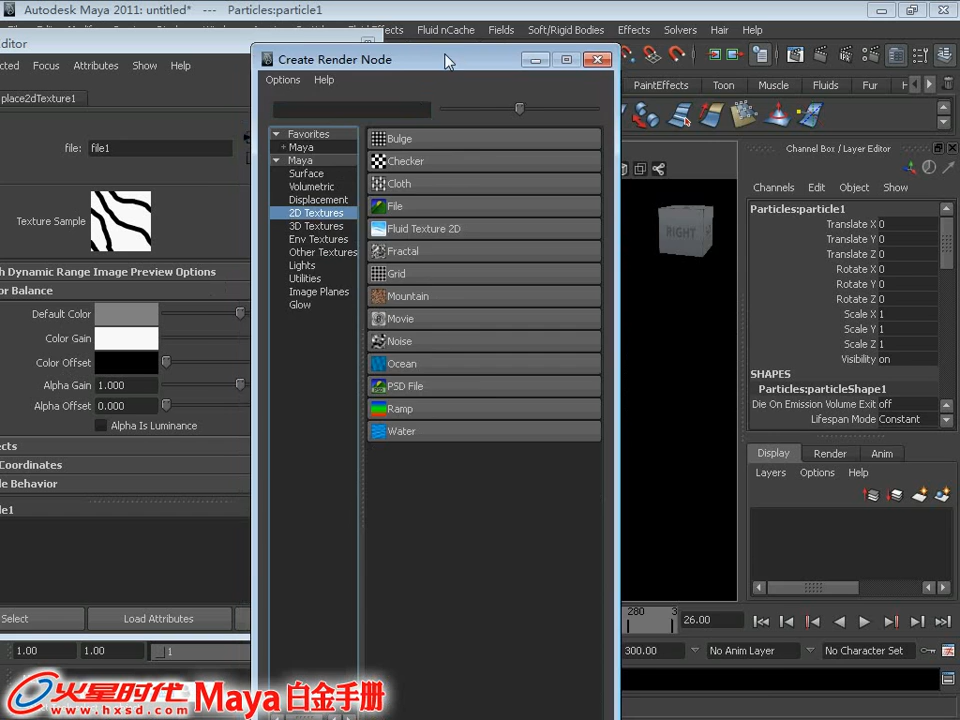 Autodesk Maya 2011: untitled* --- Particles:particle1
Effects Fluid nCache Fields Soft/Rigid Bodies Effects Solvers Hair Help
Editor
Focus Attributes Show Help
place2dTexture1
file: file1
Texture Sample
Dynamic Range Image Preview Options
Color Balance
Default Color
Color Gain
Color Offset
Alpha Gain 1.000
Alpha Offset 0.000
Alpha Is Luminance
Effects
Coordinates
Behavior
Select Load Attributes
1.00 1.00 1
Create Render Node
Options Help
Favorites
+ Maya
Maya
Surface
Volumetric
Displacement
2D Textures
3D Textures
Env Textures
Other Textures
Lights
Utilities
Image Planes
Glow
Bulge
Checker
Cloth
File
Fluid Texture 2D
Fractal
Grid
Mountain
Movie
Noise
Ocean
PSD File
Ramp
Water
PaintEffects Toon Muscle Fluids Fur
RIGHT
Channel Box / Layer Editor
Channels Edit Object Show
Particles:particle1
Translate X 0
Translate Y 0
Translate Z 0
Rotate X 0
Rotate Y 0
Rotate Z 0
Scale X 1
Scale Y 1
Scale Z 1
Visibility on
SHAPES
Particles:particleShape1
Die On Emission Volume Exit off
Lifespan Mode Constant
Display Render Anim
Layers Options Help
280 3 26.00
300.00 No Anim Layer No Character Set
火星时代 Maya白金手册
www.hxsd.com